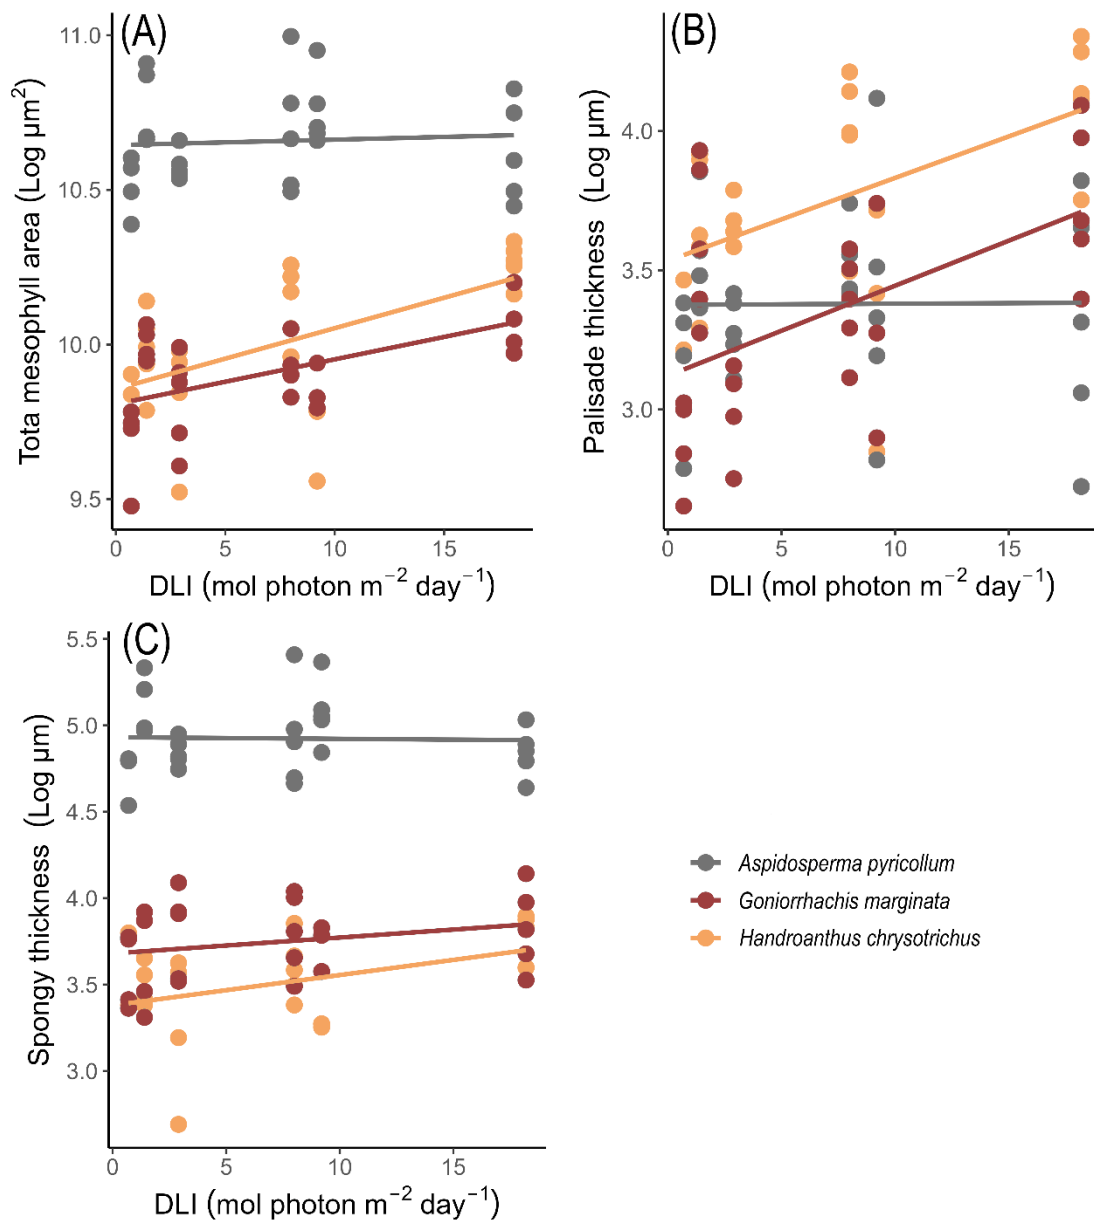 (A)
Tota mesophyll area (Log μm²)
11.0
10.5
10.0
9.5
0 5 10 15
DLI (mol photon m⁻² day⁻¹)
(B)
Palisade thickness (Log μm)
4.0
3.5
3.0
0 5 10 15
DLI (mol photon m⁻² day⁻¹)
(C)
Spongy thickness (Log μm)
5.5
5.0
4.5
4.0
3.5
3.0
0 5 10 15
DLI (mol photon m⁻² day⁻¹)
Aspidosperma pyricollum
Goniorrhachis marginata
Handroanthus chrysotrichus